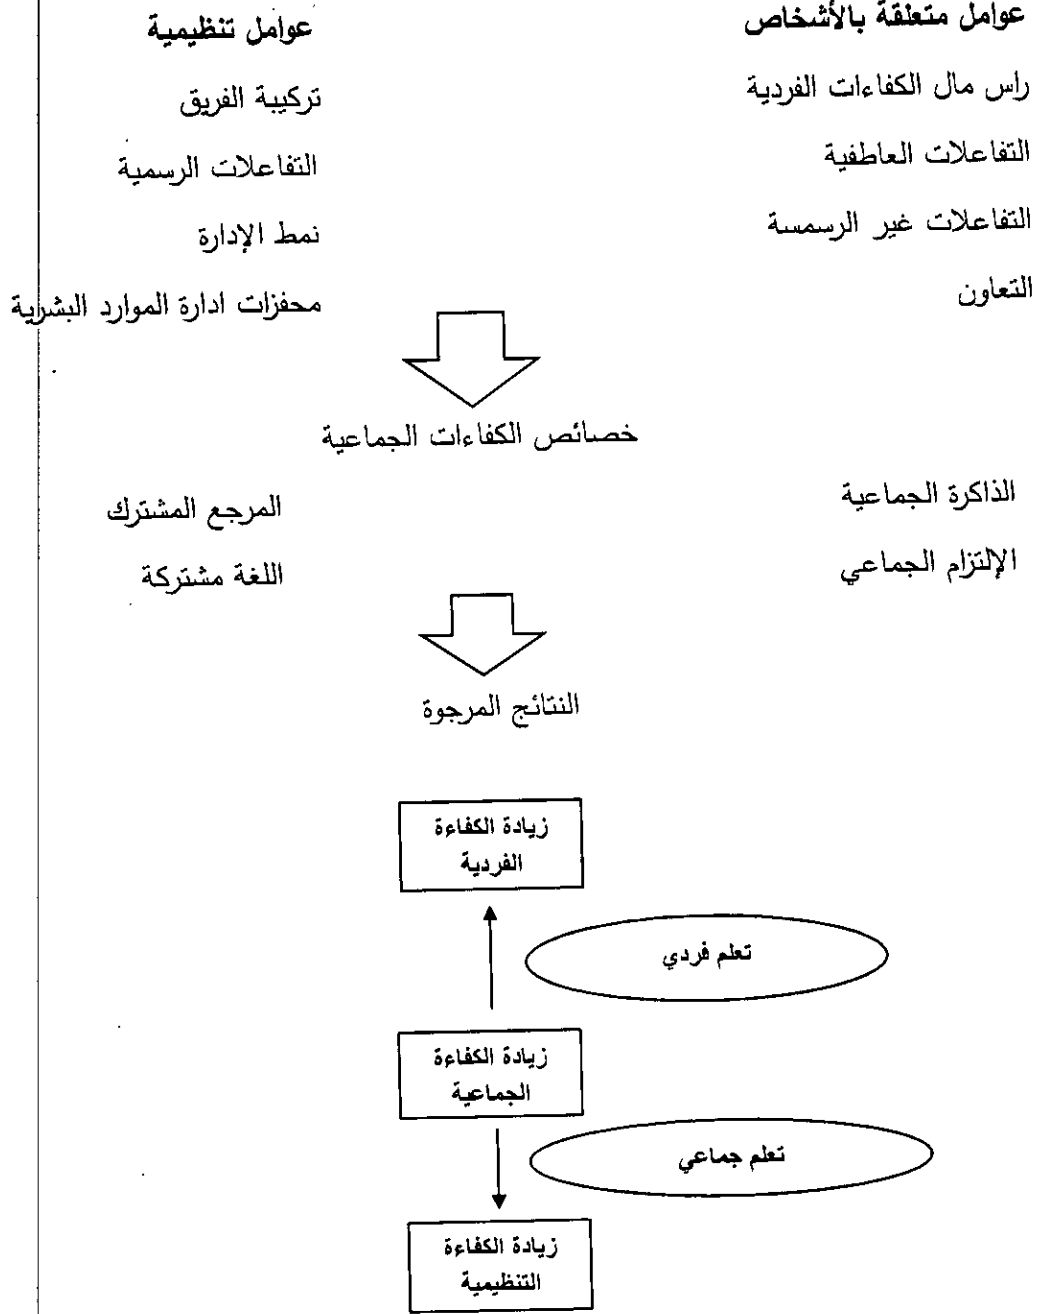 عوامل متعلقة بالأشخاص
عوامل تنظيمية
راس مال الكفاءات الفردية
تركيبة الفريق
التفاعلات العاطفية
التفاعلات الرسمية
التفاعلات غير الرسمسة
نمط الإدارة
التعاون
محفزات ادارة الموارد البشرية
خصائص الكفاءات الجماعية
الذاكرة الجماعية
المرجع المشترك
الإلتزام الجماعي
اللغة مشتركة
النتائج المرجوة
زيادة الكفاءة
الفردية
تعلم فردي
زيادة الكفاءة
الجماعية
تعلم جماعي
زيادة الكفاءة
التنظيمية